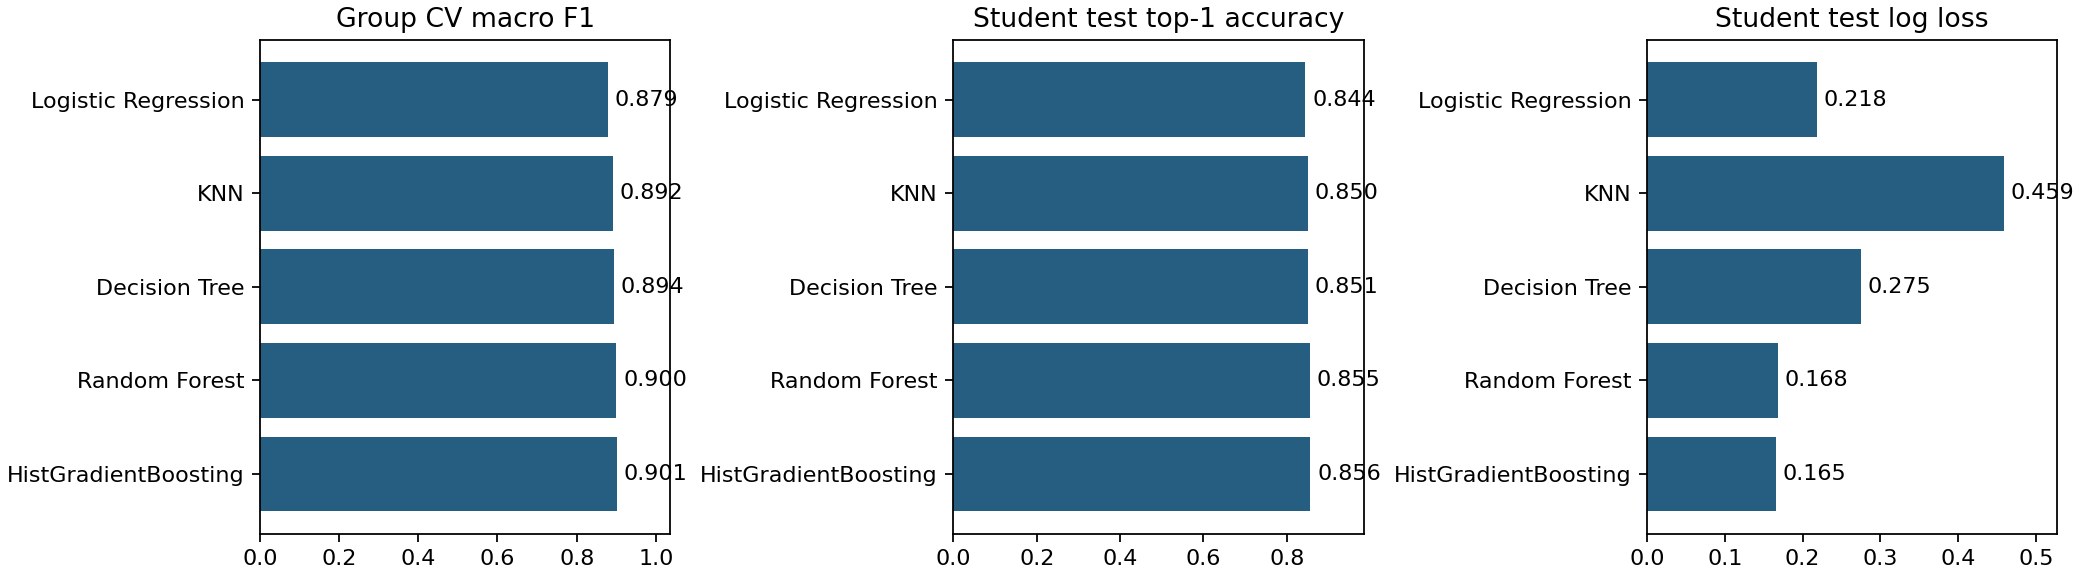 Group CV macro F1
Logistic Regression
0.879
KNN
0.892
Decision Tree
0.894
Random Forest
0.900
HistGradientBoosting
0.901
0.0 0.2 0.4 0.6 0.8 1.0
Student test top-1 accuracy
Logistic Regression
0.844
KNN
0.850
Decision Tree
0.851
Random Forest
0.855
HistGradientBoosting
0.856
0.0 0.2 0.4 0.6 0.8
Student test log loss
Logistic Regression
0.218
KNN
0.459
Decision Tree
0.275
Random Forest
0.168
HistGradientBoosting
0.165
0.0 0.1 0.2 0.3 0.4 0.5